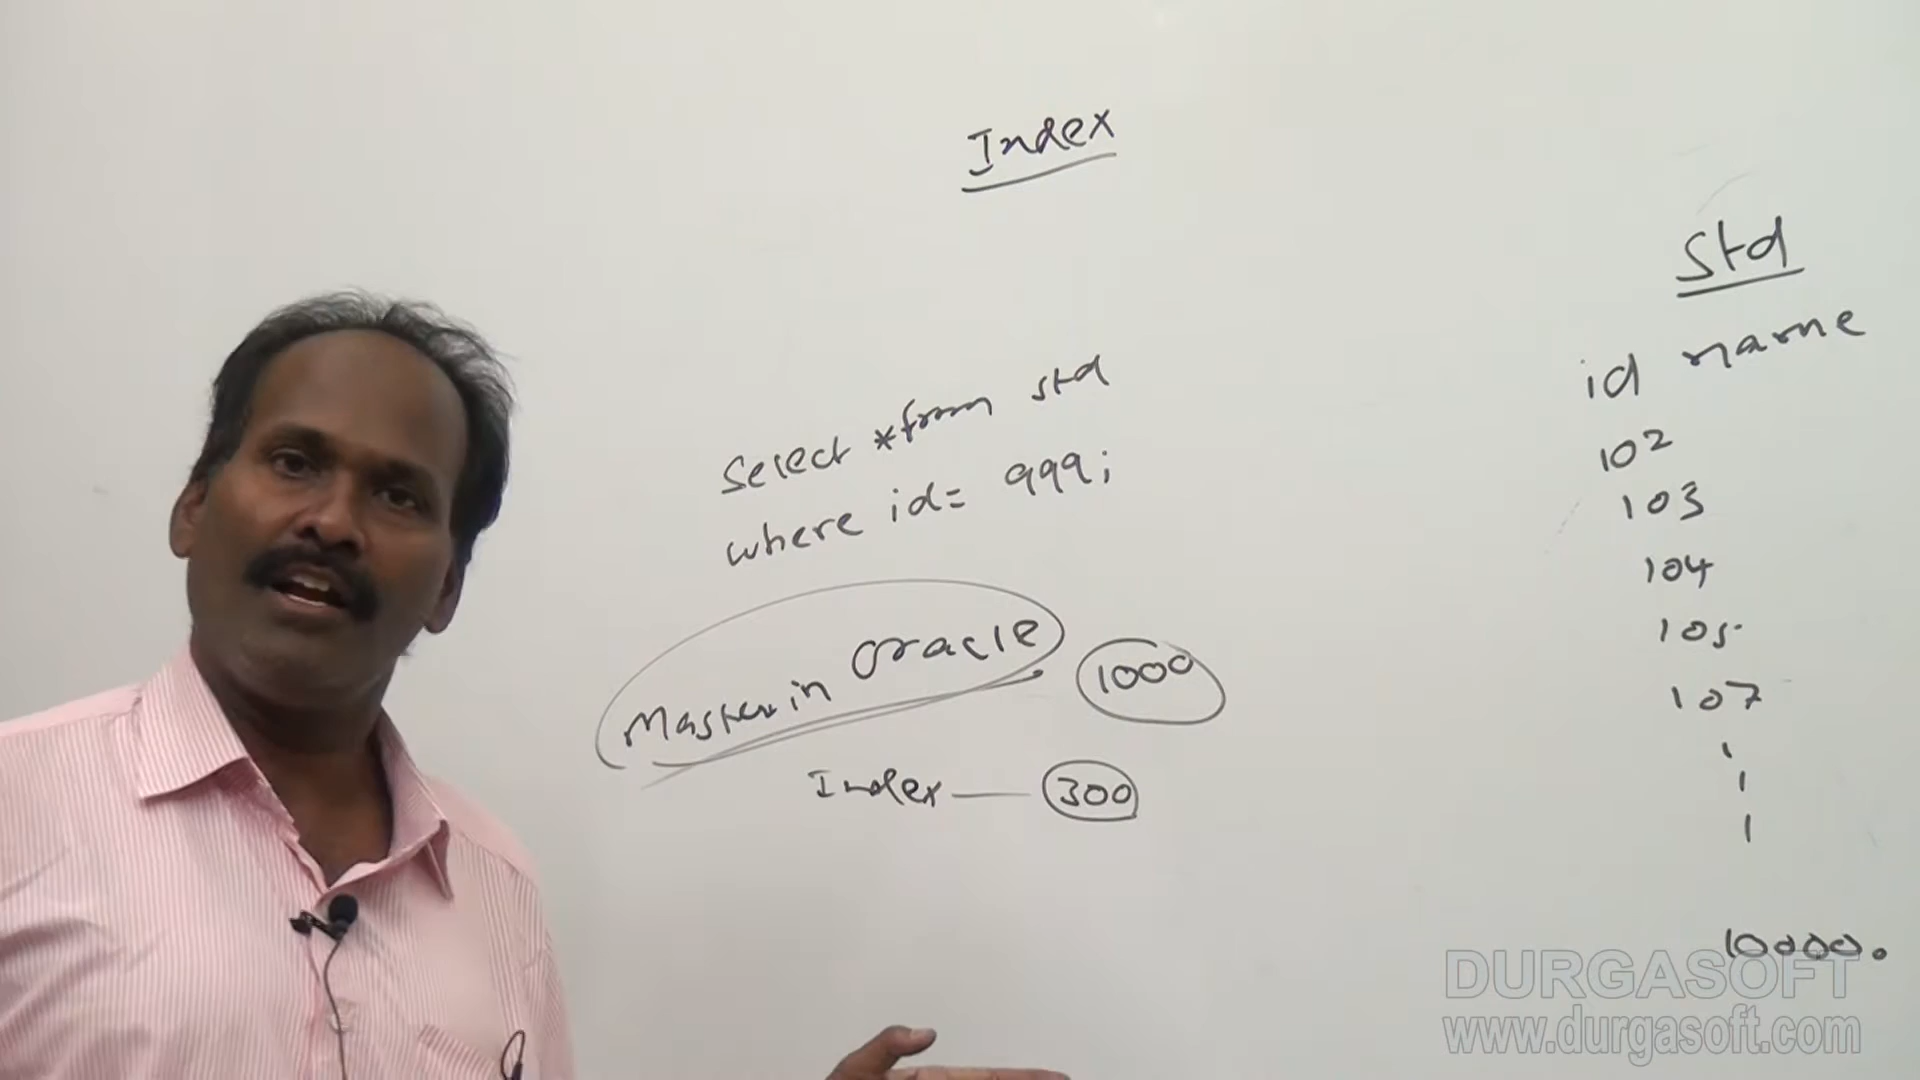 Index
Select * from std
where id= 999;
Master in Oracle 1000
Index — 300
Std
id name
102
103
104
105
107
10000.
DURGASOFT
www.durgasoft.com